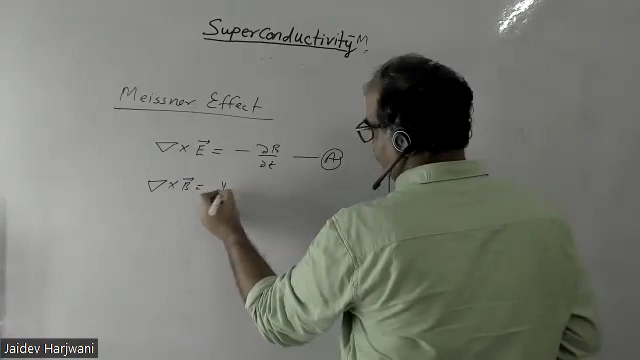 Superconductivity-M
Meissner Effect
∇ × E⃗ = - ∂B/∂t — (A)
∇ × B⃗ =
Jaidev Harjwani